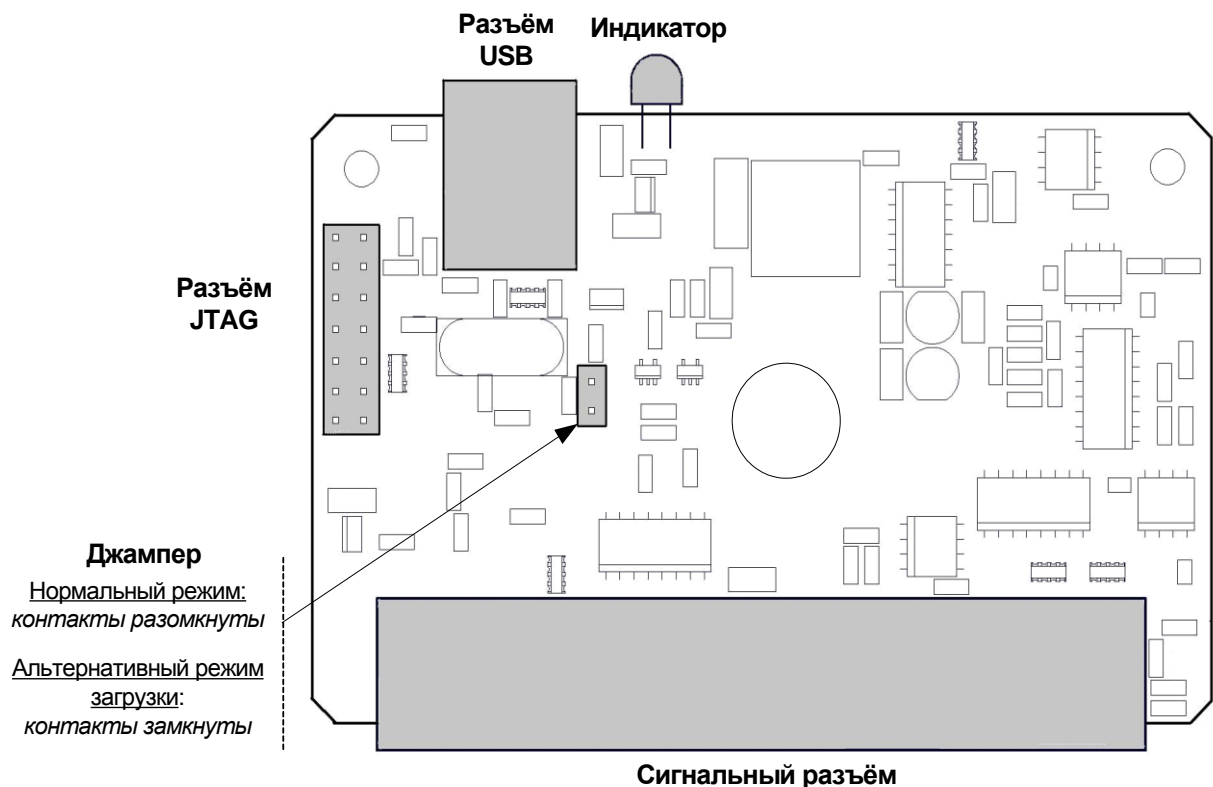 Разъём
USB
Индикатор
Разъём
JTAG
Джампер
Нормальный режим:
контакты разомкнуты
Альтернативный режим
загрузки:
контакты замкнуты
Сигнальный разъём